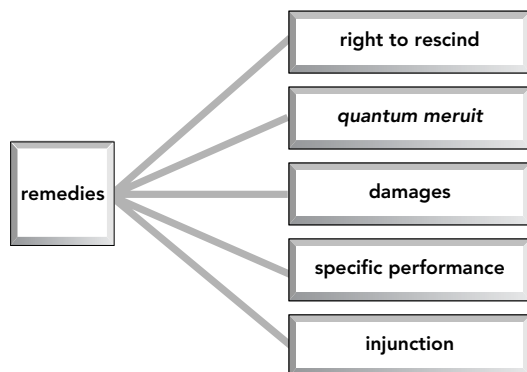 right to rescind
quantum meruit
remedies
damages
specific performance
injunction